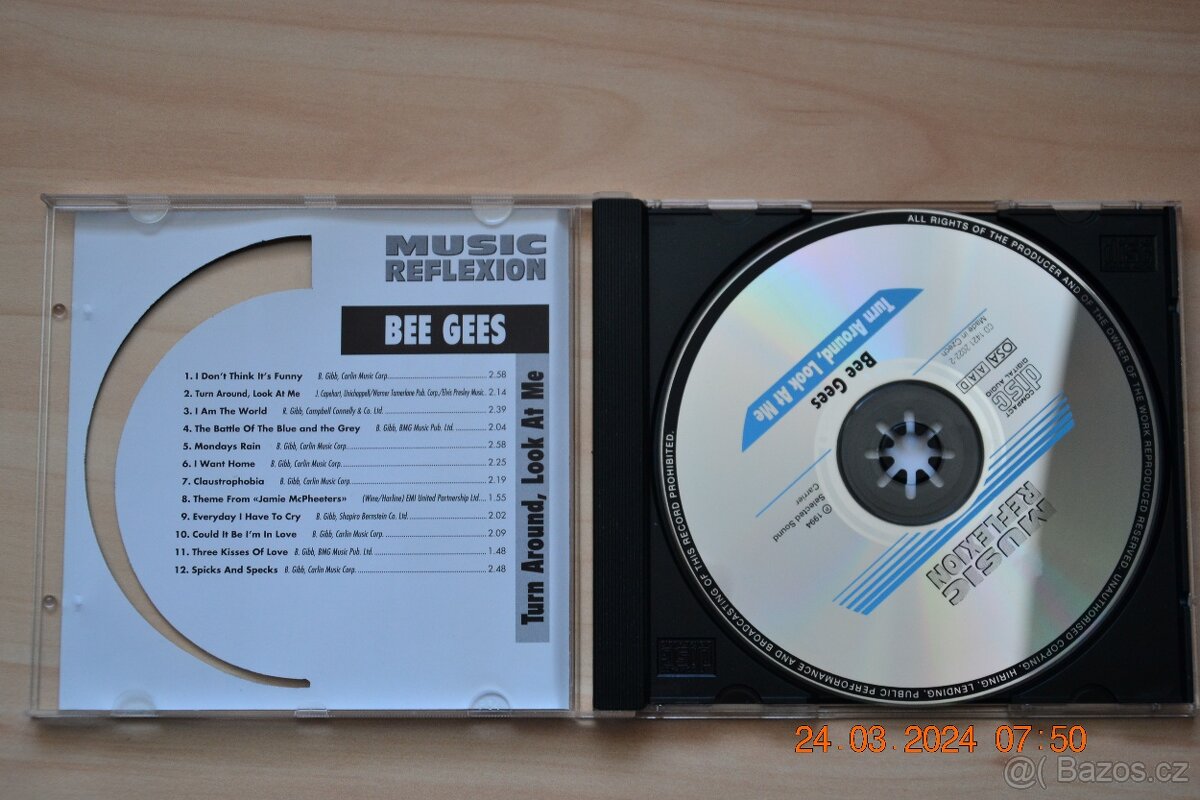 MUSIC
REFLEXION
BEE GEES
1. I Don't Think It's Funny B. Gibb, Carlin Music Corp. 2.58
2. Turn Around, Look At Me J. Capehart, Unichappell/Warner Tamerlane Pub. Corp./Elvis Presley Music. 2.14
3. I Am The World R. Gibb, Campbell Connelly & Co. Ltd. 2.39
4. The Battle Of The Blue and the Grey B. Gibb, BMG Music Pub. Ltd. 2.04
5. Mondays Rain B. Gibb, Carlin Music Corp. 2.58
6. I Want Home B. Gibb, Carlin Music Corp. 2.25
7. Claustrophobia B. Gibb, Carlin Music Corp. 2.19
8. Theme From «Jamie McPheeters» (Wine/Harline) EMI United Partnership Ltd. 1.55
9. Everyday I Have To Cry B. Gibb, Shapiro Bernstein Co. Ltd. 2.02
10. Could It Be I'm In Love B. Gibb, Carlin Music Corp. 2.09
11. Three Kisses Of Love B. Gibb, BMG Music Pub. Ltd. 1.48
12. Spicks And Specks B. Gibb, Carlin Music Corp. 2.48
Turn Around, Look At Me
ALL RIGHTS OF THE PRODUCER AND OF THE OWNER OF THE WORK REPRODUCED RESERVED. UNAUTHORISED COPYING, HIRING, LENDING, PUBLIC PERFORMANCE AND BROADCASTING OF THIS RECORD PROHIBITED.
MUSIC
REFLEXION
COMPACT
disc
DIGITAL AUDIO
OSA AAD
CD 1421 2022-2
Made in Czech
Bee Gees
Turn Around, Look At Me
℗ 1994
Selected Sound
Carrier
24.03.2024 07:50
@( Bazos.cz